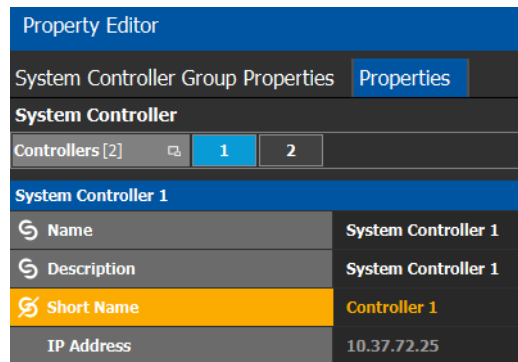 Property Editor
System Controller Group Properties Properties
System Controller
Controllers [2] 1 2
System Controller 1
Name System Controller 1
Description System Controller 1
Short Name Controller 1
IP Address 10.37.72.25